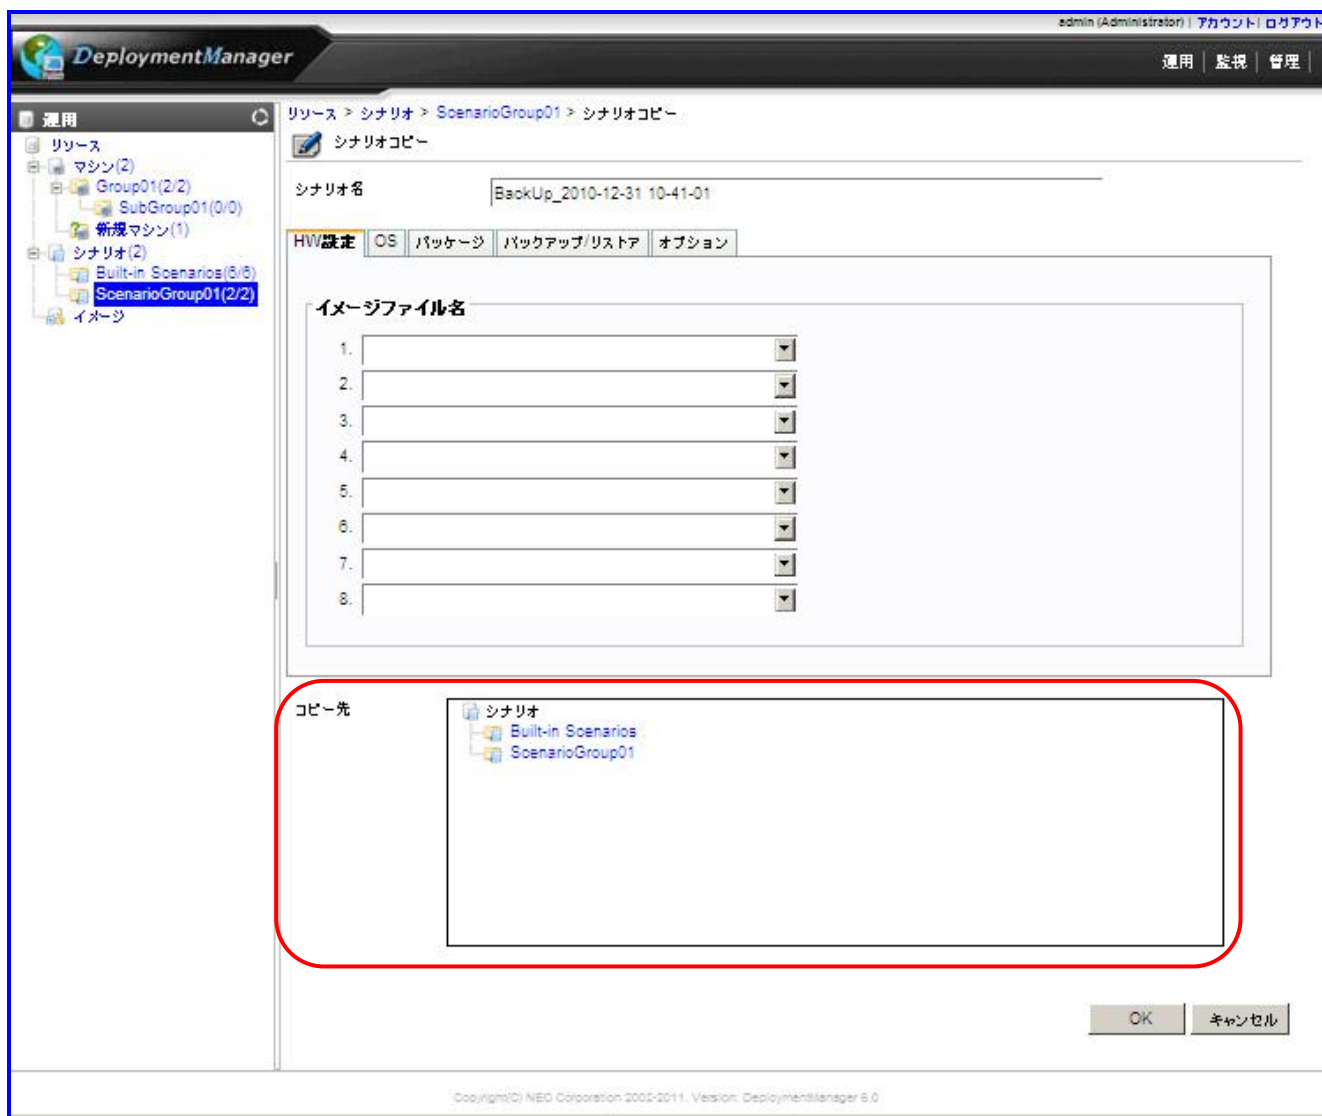 admin (Administrator) | アカウント | ログアウト
DeploymentManager
運用 | 監視 | 管理 |
運用
リソース
マシン(2)
Group01(2/2)
SubGroup01(0/0)
新規マシン(1)
シナリオ(2)
Built-in Scenarios(6/6)
ScenarioGroup01(2/2)
イメージ
リソース > シナリオ > ScenarioGroup01 > シナリオコピー
シナリオコピー
シナリオ名 BackUp_2010-12-31 10-41-01
HW設定 OS パッケージ バックアップ/リストア オプション
イメージファイル名
1.
2.
3.
4.
5.
6.
7.
8.
コピー先
シナリオ
Built-in Scenarios
ScenarioGroup01
OK キャンセル
Copyright(C) NEC Corporation 2002-2011. Version: DeploymentManager 6.0